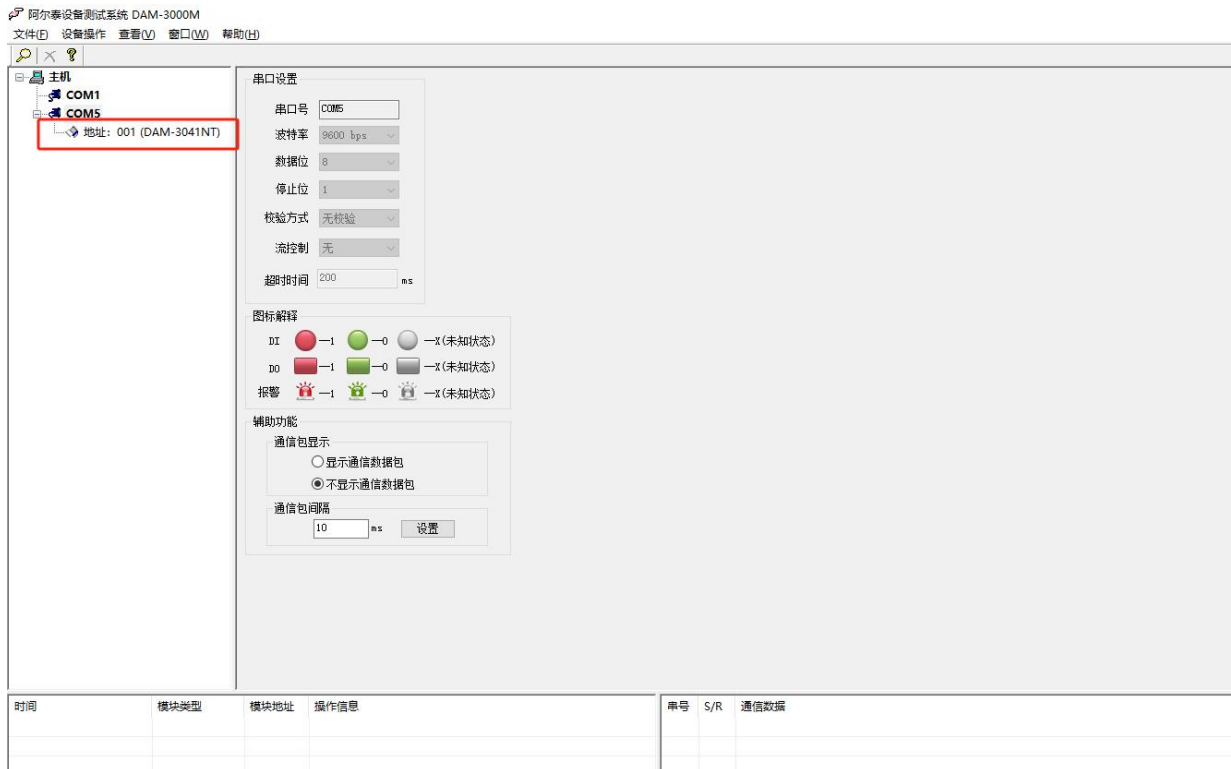 阿尔泰设备测试系统 DAM-3000M
文件(F) 设备操作 查看(V) 窗口(W) 帮助(H)
主机
COM1
COM5
地址：001 (DAM-3041NT)
串口设置
串口号 COM5
波特率 9600 bps
数据位 8
停止位 1
校验方式 无校验
流控制 无
超时时间 200 ms
图标解释
DI —1 —0 —X(未知状态)
DO —1 —0 —X(未知状态)
报警 —1 —0 —X(未知状态)
辅助功能
通信包显示
显示通信数据包
不显示通信数据包
通信包间隔
10 ms 设置
时间 模块类型 模块地址 操作信息 串号 S/R 通信数据